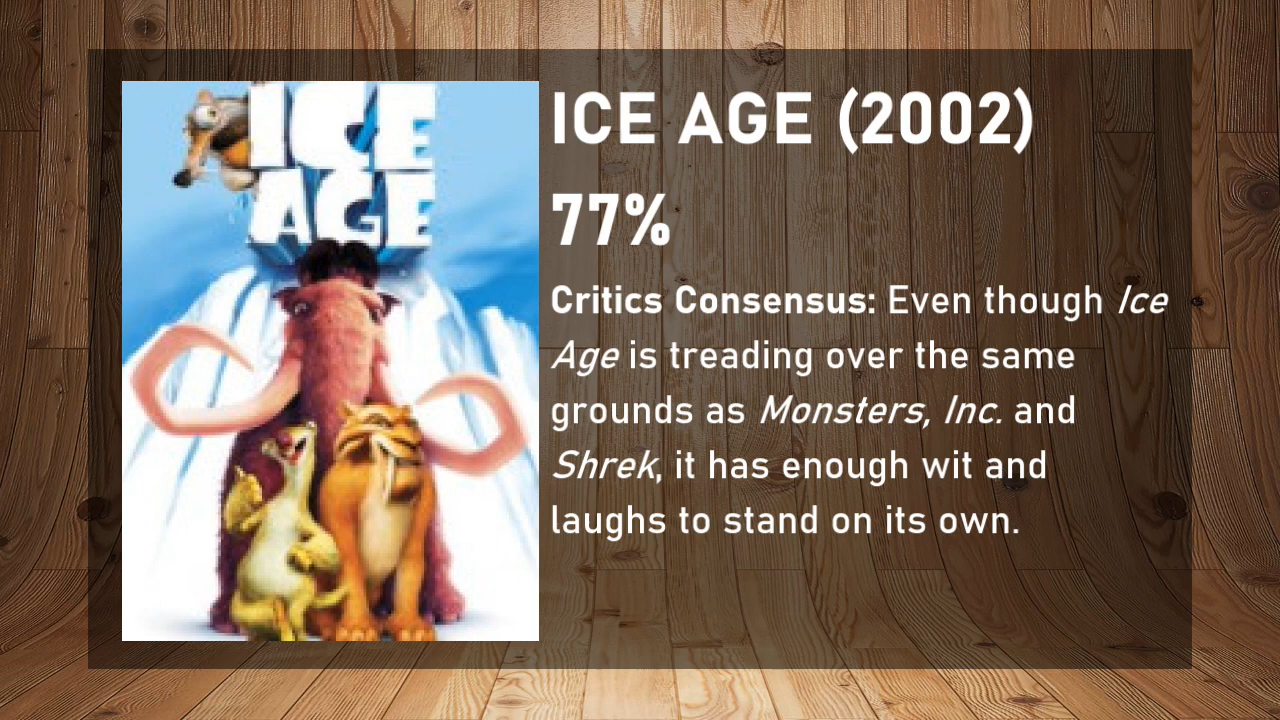 ICE
AGE
ICE AGE (2002)
77%
Critics Consensus: Even though Ice
Age is treading over the same
grounds as Monsters, Inc. and
Shrek, it has enough wit and
laughs to stand on its own.